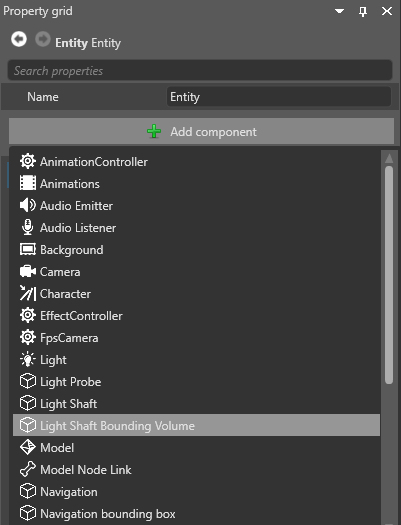 Property grid
Entity Entity
Search properties
Name Entity
Add component
AnimationController
Animations
Audio Emitter
Audio Listener
Background
Camera
Character
EffectController
FpsCamera
Light
Light Probe
Light Shaft
Light Shaft Bounding Volume
Model
Model Node Link
Navigation
Navigation bounding box